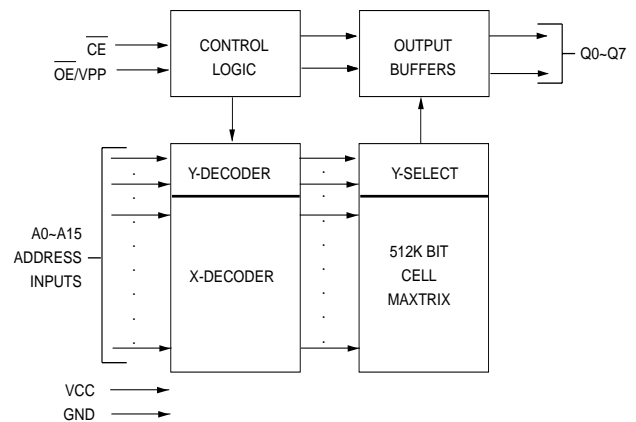 CE
OE/VPP
CONTROL
LOGIC
OUTPUT
BUFFERS
Q0~Q7
Y-DECODER
Y-SELECT
A0~A15
ADDRESS
INPUTS
X-DECODER
512K BIT
CELL
MAXTRIX
VCC
GND